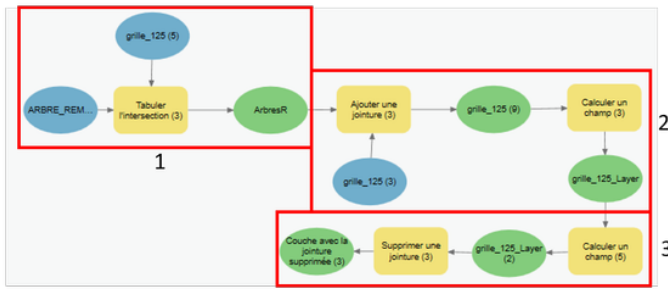 grille_125 (5)
ARBRE_REM...
Tabuler
l'intersection (3)
ArbresR
1
Ajouter une
jointure (3)
grille_125 (9)
Calculer un
champ (3)
2
grille_125 (3)
grille_125_Layer
Couche avec la
jointure
supprimée (3)
Supprimer une
jointure (3)
grille_125_Layer
(2)
Calculer un
champ (5)
3